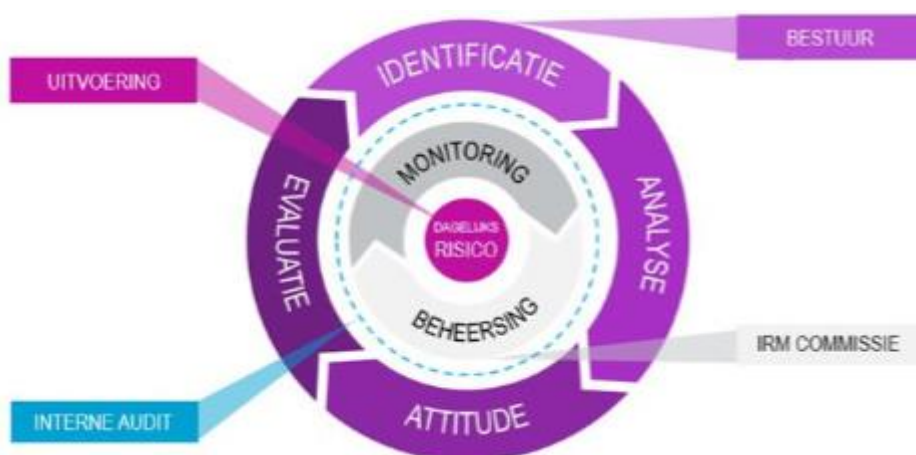 BESTUUR
UITVOERING
IDENTIFICATIE
MONITORING
EVALUATIE
ANALYSE
DAGELIJKS
RISICO
BEHEERSING
IRM COMMISSIE
ATTITUDE
INTERNE AUDIT